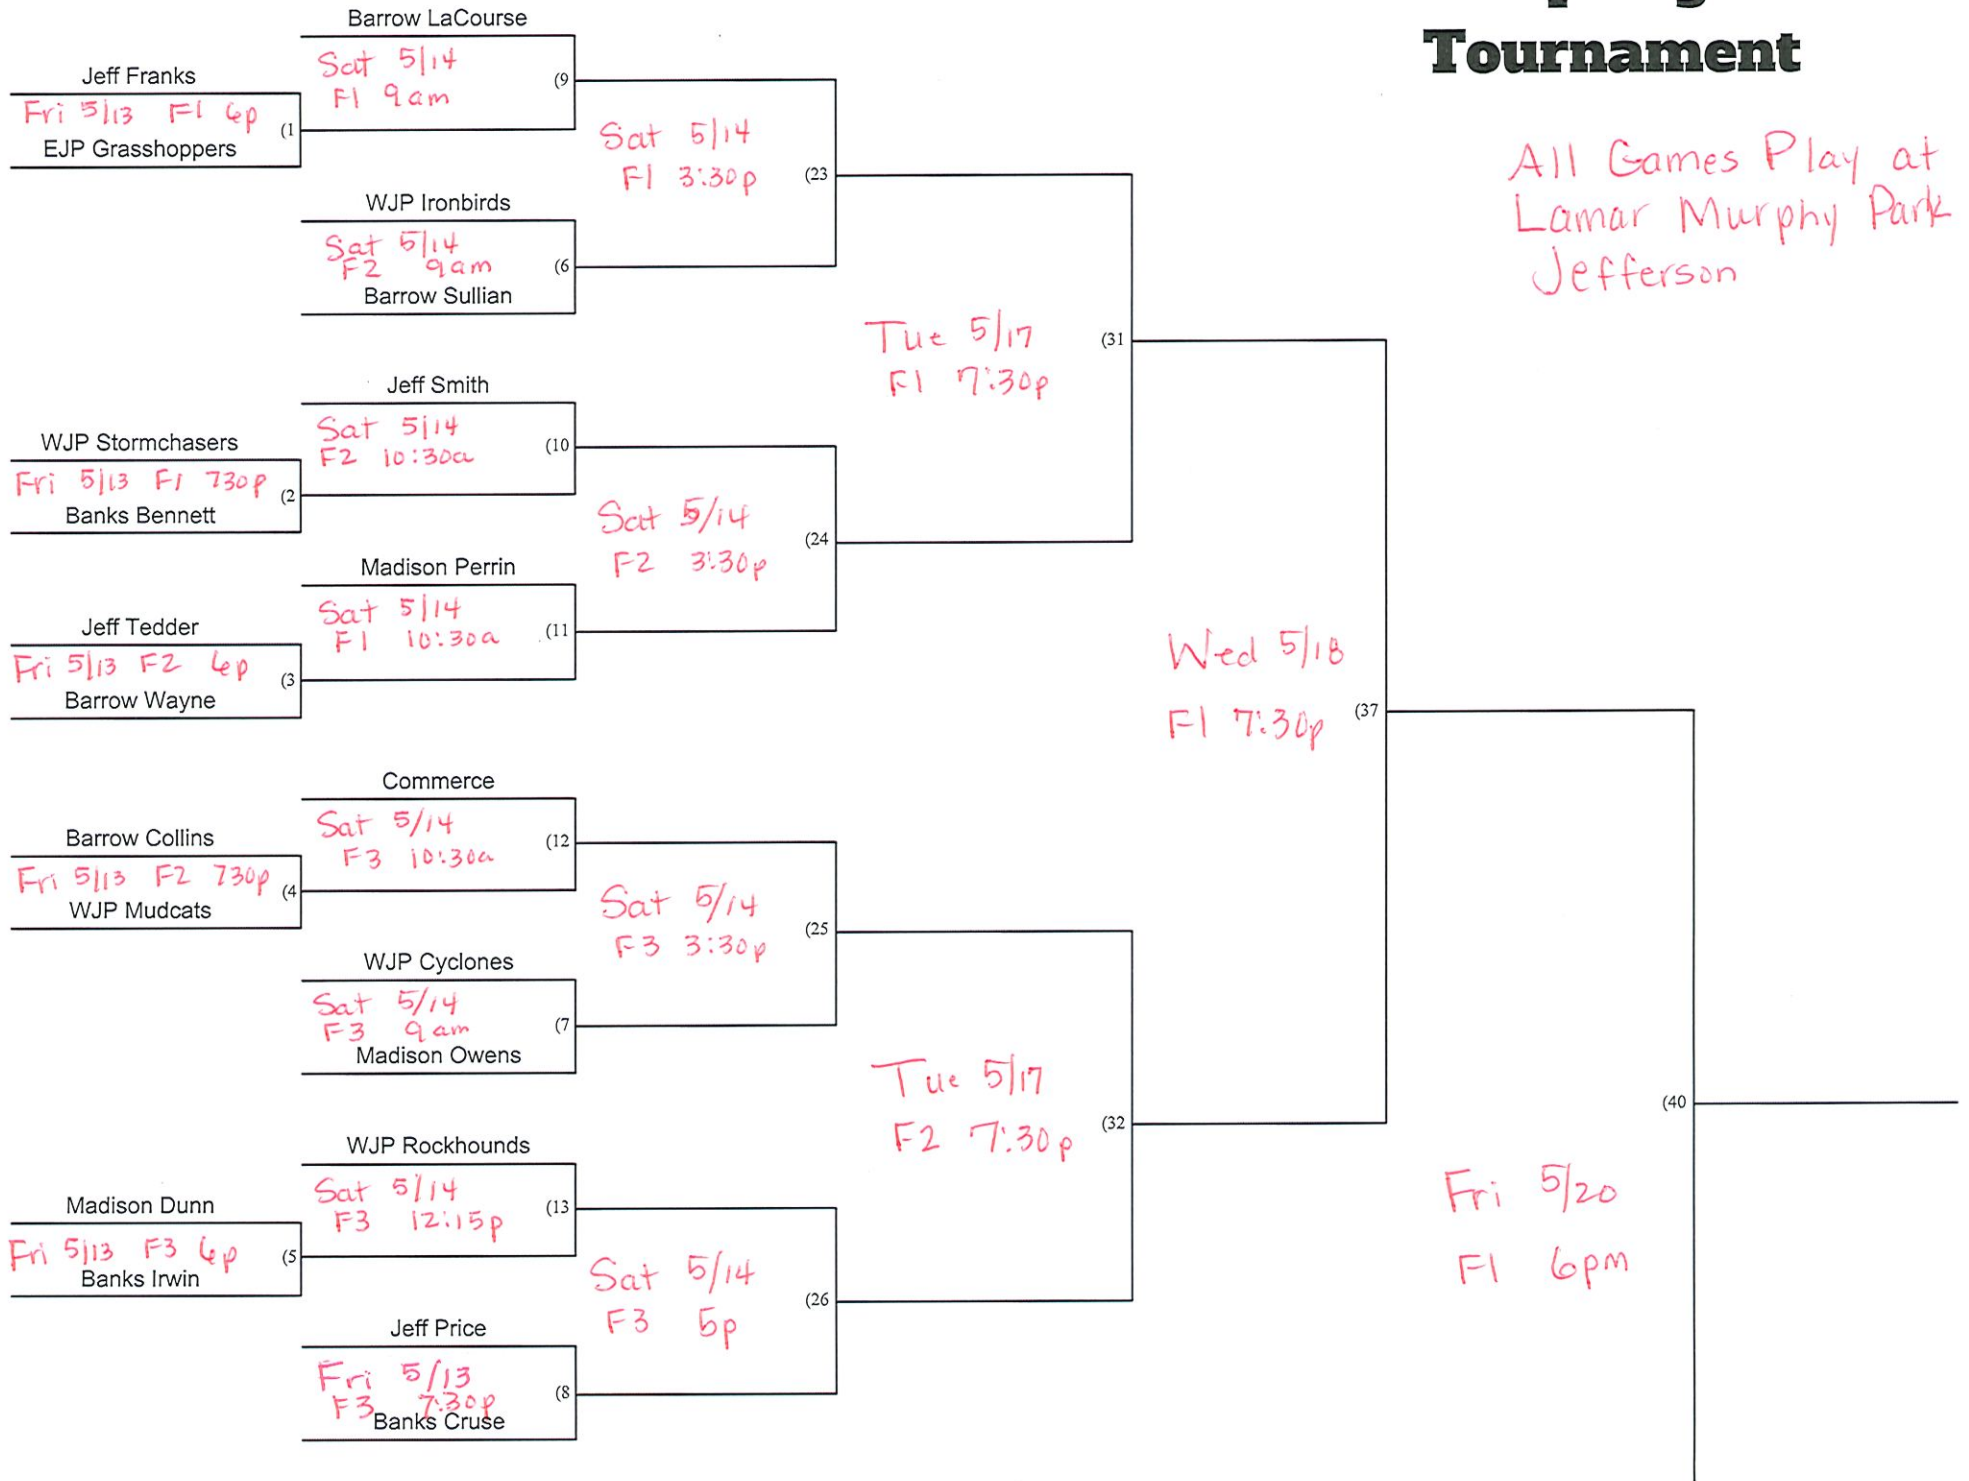 Tournament
All Games Play at
Lamar Murphy Park
Jefferson
Barrow LaCourse
Sat 5/14
F1 9am
(9
Jeff Franks
Fri 5/13 F1 6p
(1
EJP Grasshoppers
Sat 5/14
F1 3:30p
(23
WJP Ironbirds
Sat 5/14
F2 9am
(6
Barrow Sullian
Tue 5/17
F1 7:30p
(31
Jeff Smith
Sat 5/14
F2 10:30a
(10
WJP Stormchasers
Fri 5/13 F1 730p
(2
Banks Bennett
Sat 5/14
F2 3:30p
(24
Madison Perrin
Sat 5/14
F1 10:30a
(11
Jeff Tedder
Fri 5/13 F2 6p
(3
Barrow Wayne
Wed 5/18
F1 7:30p
(37
Commerce
Sat 5/14
F3 10:30a
(12
Barrow Collins
Fri 5/13 F2 730p
(4
WJP Mudcats
Sat 5/14
F3 3:30p
(25
WJP Cyclones
Sat 5/14
F3 9am
(7
Madison Owens
Tue 5/17
F2 7:30p
(32
(40
WJP Rockhounds
Sat 5/14
F3 12:15p
(13
Madison Dunn
Fri 5/13 F3 6p
(5
Banks Irwin
Fri 5/20
F1 6pm
Sat 5/14
F3 5p
(26
Jeff Price
Fri 5/13
F3 7:30p
(8
Banks Cruse